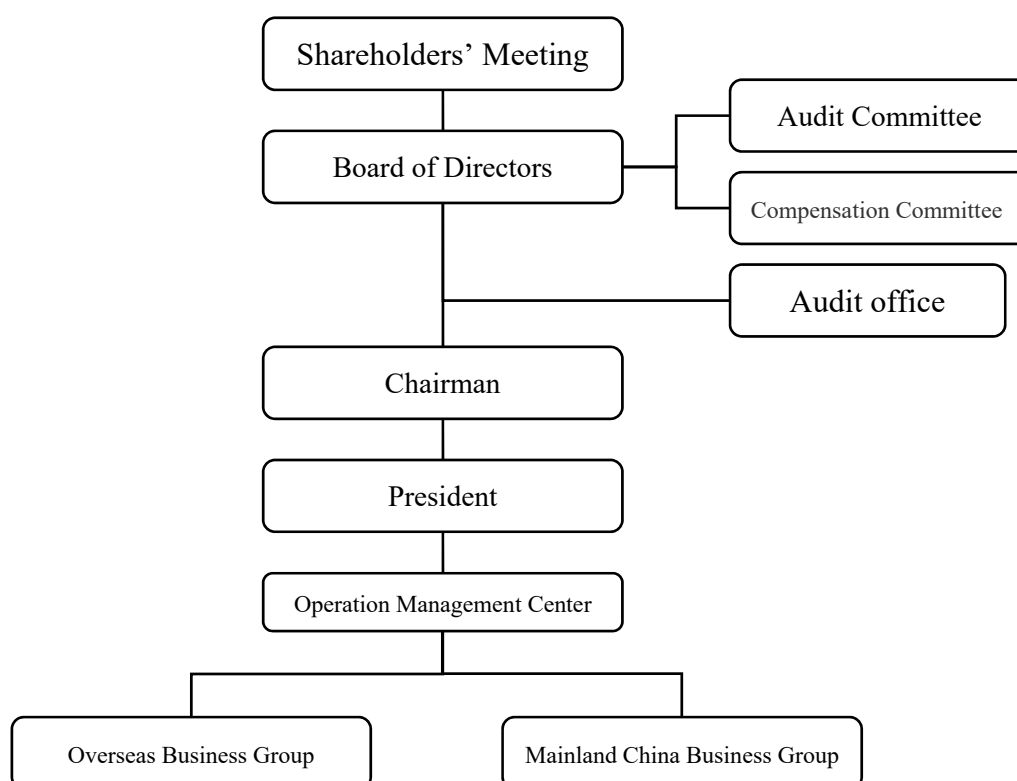 Shareholders’ Meeting
Board of Directors
Audit Committee
Compensation Committee
Audit office
Chairman
President
Operation Management Center
Overseas Business Group
Mainland China Business Group